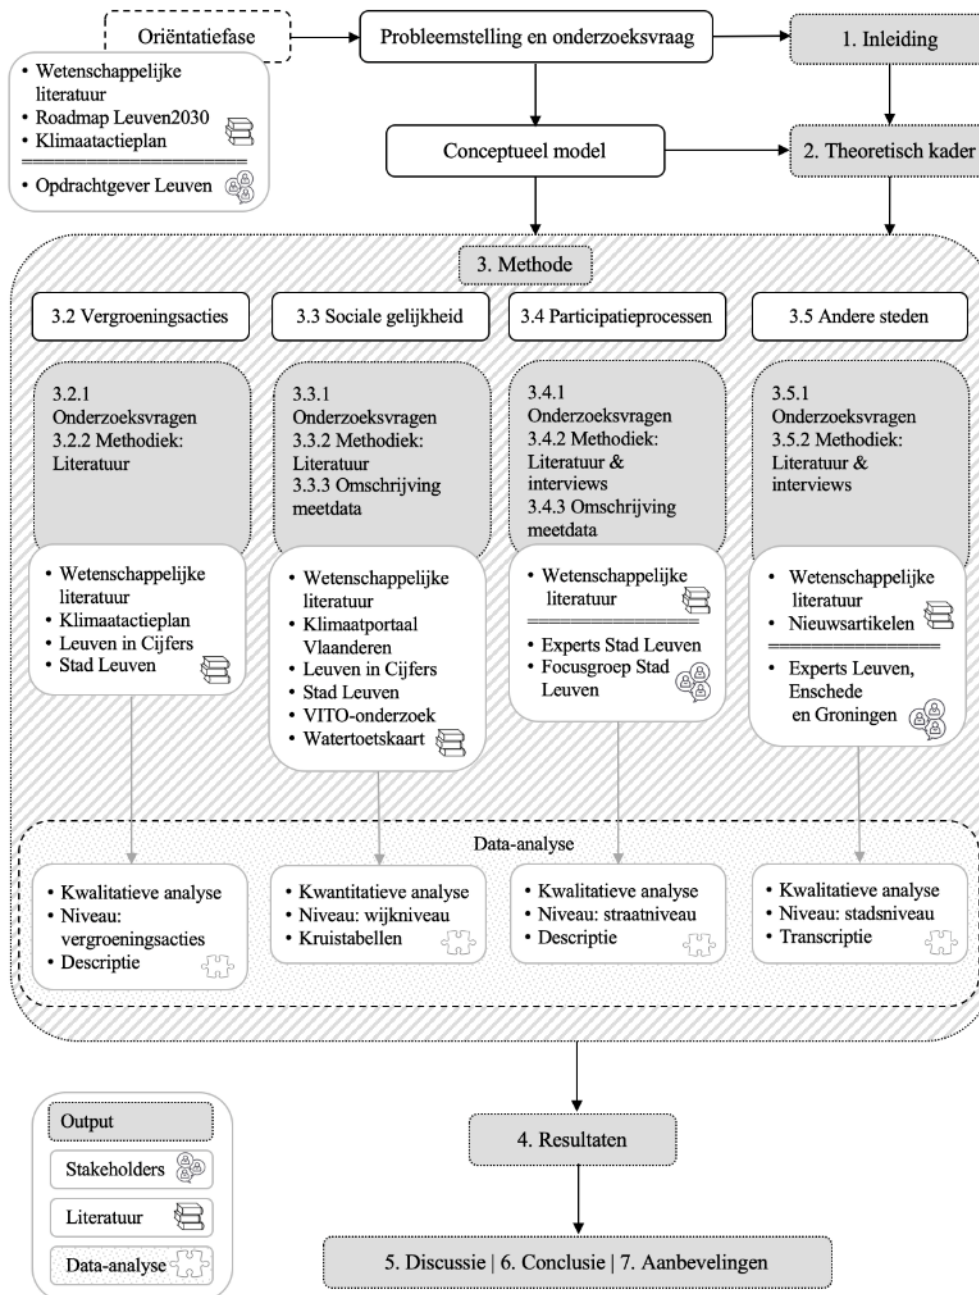 Oriëntatiefase
Probleemstelling en onderzoeksvraag
1. Inleiding
• Wetenschappelijke
literatuur
• Roadmap Leuven2030
• Klimaatactieplan
• Opdrachtgever Leuven
Conceptueel model
2. Theoretisch kader
3. Methode
3.2 Vergroeningsacties
3.3 Sociale gelijkheid
3.4 Participatieprocessen
3.5 Andere steden
3.2.1
Onderzoeksvragen
3.2.2 Methodiek:
Literatuur
3.3.1
Onderzoeksvragen
3.3.2 Methodiek:
Literatuur
3.3.3 Omschrijving
meetdata
3.4.1
Onderzoeksvragen
3.4.2 Methodiek:
Literatuur &
interviews
3.4.3 Omschrijving
meetdata
3.5.1
Onderzoeksvragen
3.5.2 Methodiek:
Literatuur &
interviews
• Wetenschappelijke
literatuur
• Klimaatactieplan
• Leuven in Cijfers
• Stad Leuven
• Wetenschappelijke
literatuur
• Klimaatportaal
Vlaanderen
• Leuven in Cijfers
• Stad Leuven
• VITO-onderzoek
• Watertoetskaart
• Wetenschappelijke
literatuur
• Experts Stad Leuven
• Focusgroep Stad
Leuven
• Wetenschappelijke
literatuur
• Nieuwsartikelen
• Experts Leuven,
Enschede
en Groningen
Data-analyse
• Kwalitatieve analyse
• Niveau:
vergroeningsacties
• Descriptie
• Kwantitatieve analyse
• Niveau: wijkniveau
• Kruistabellen
• Kwalitatieve analyse
• Niveau: straatniveau
• Descriptie
• Kwalitatieve analyse
• Niveau: stadsniveau
• Transcriptie
4. Resultaten
5. Discussie | 6. Conclusie | 7. Aanbevelingen
Output
Stakeholders
Literatuur
Data-analyse